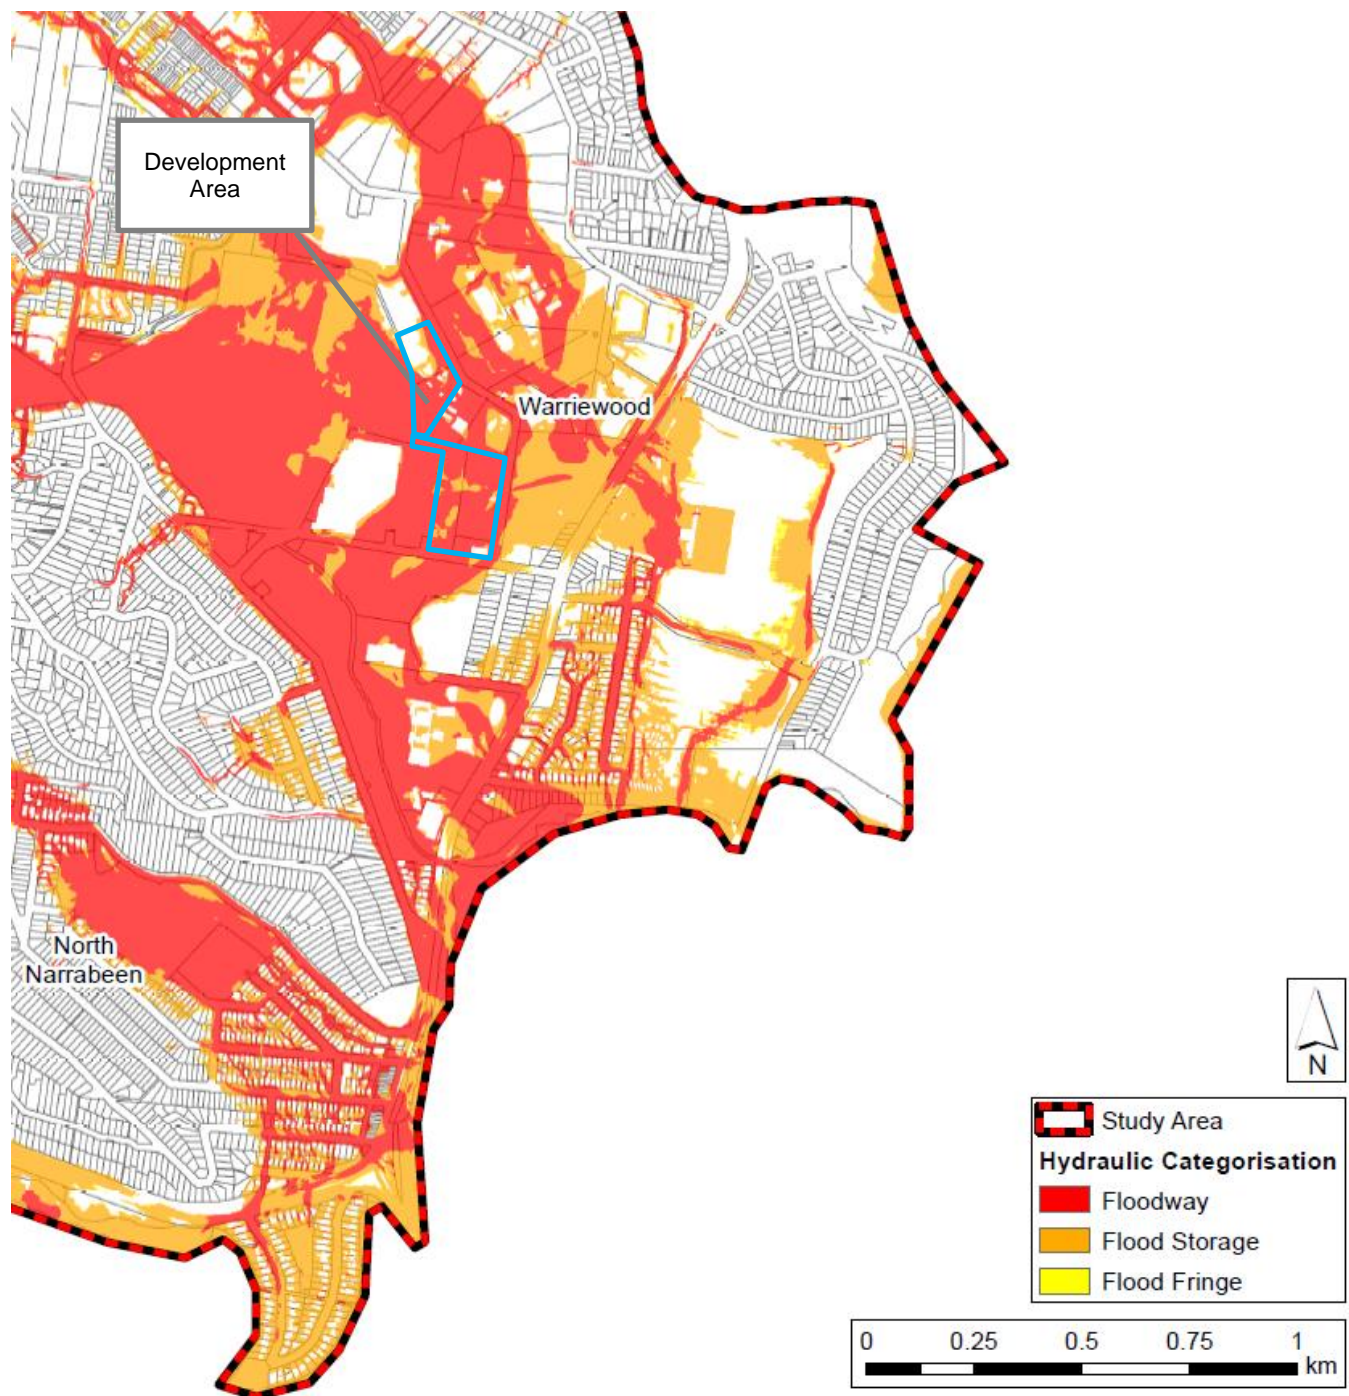 Development
Area
Warriewood
North
Narrabeen
N
Study Area
Hydraulic Categorisation
Floodway
Flood Storage
Flood Fringe
0 0.25 0.5 0.75 1
km